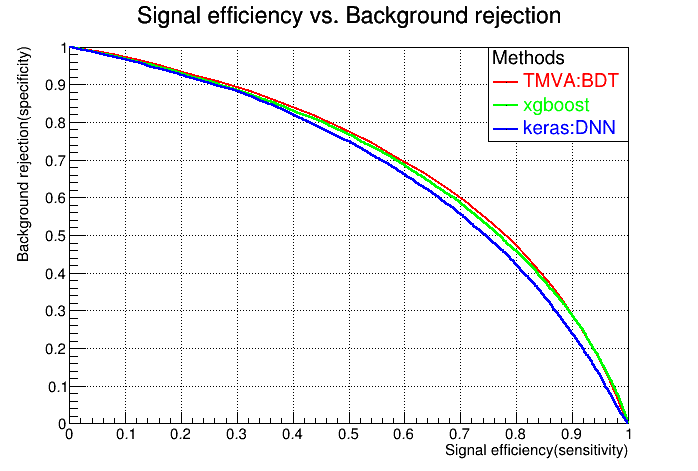 Signal efficiency vs. Background rejection
Background rejection(specificity)
1
0.9
0.8
0.7
0.6
0.5
0.4
0.3
0.2
0.1
0
Methods
TMVA:BDT
xgboost
keras:DNN
0 0.1 0.2 0.3 0.4 0.5 0.6 0.7 0.8 0.9 1
Signal efficiency(sensitivity)